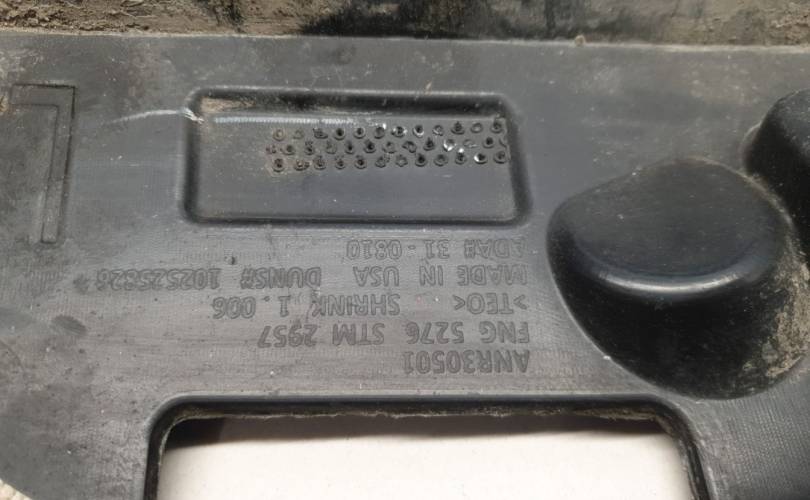 ANR30501
FNG 5276 STM 2957
>TEO< SHRINK 1.006
MADE IN USA DUNS# 102525826
ADA# 31-0810